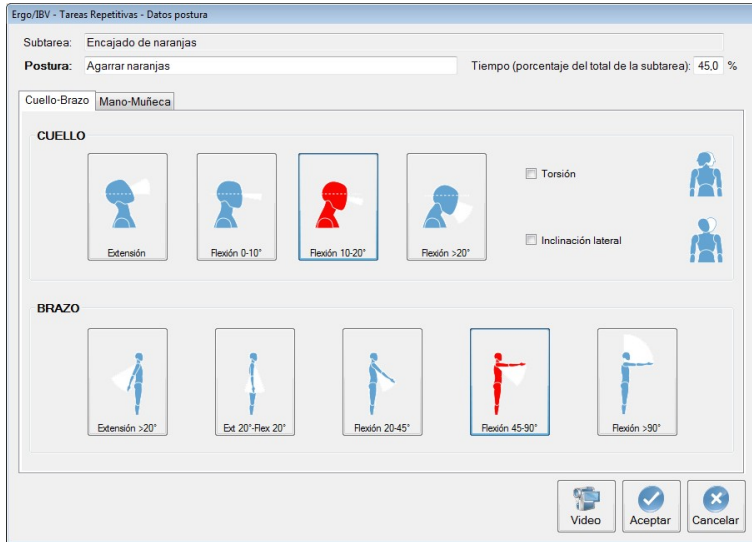 Ergo/IBV - Tareas Repetitivas - Datos postura
Subtarea: Encajado de naranjas
Postura: Agarrar naranjas Tiempo (porcentaje del total de la subtarea): 45,0 %
Cuello-Brazo Mano-Muñeca
CUELLO
Torsión
Inclinación lateral
Extensión Flexión 0-10° Flexión 10-20° Flexión >20°
BRAZO
Extensión >20° Ext 20°-Flex 20° Flexión 20-45° Flexión 45-90° Flexión >90°
Video Aceptar Cancelar